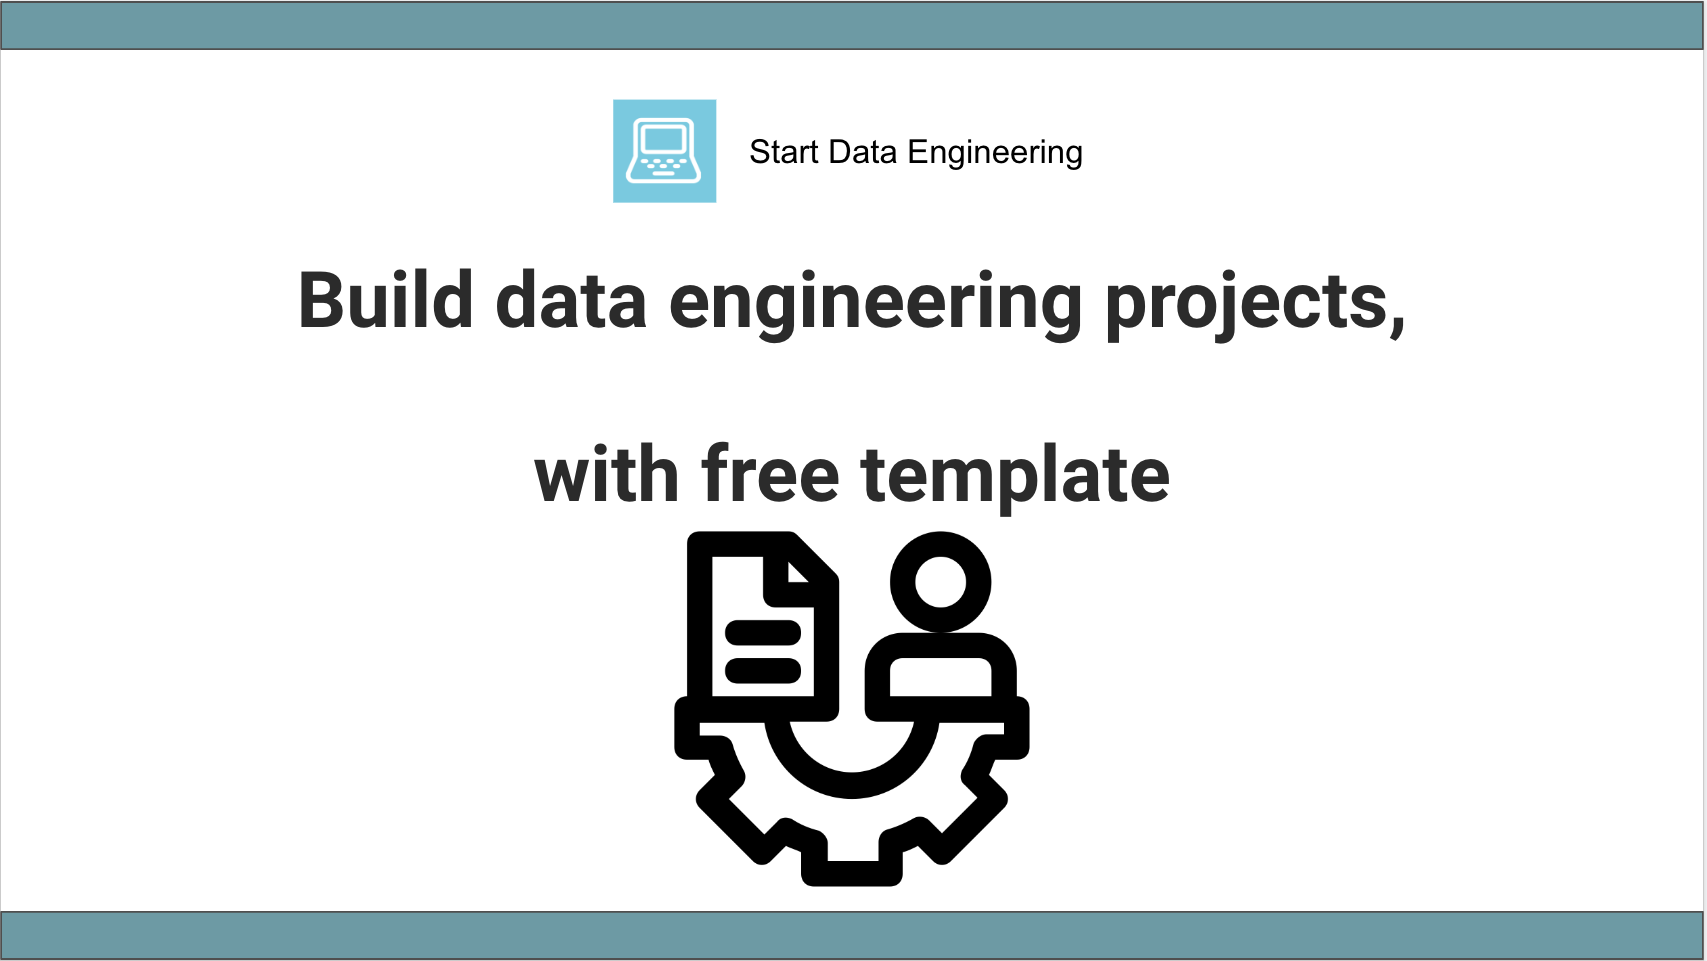 Start Data Engineering
Build data engineering projects,
with free template